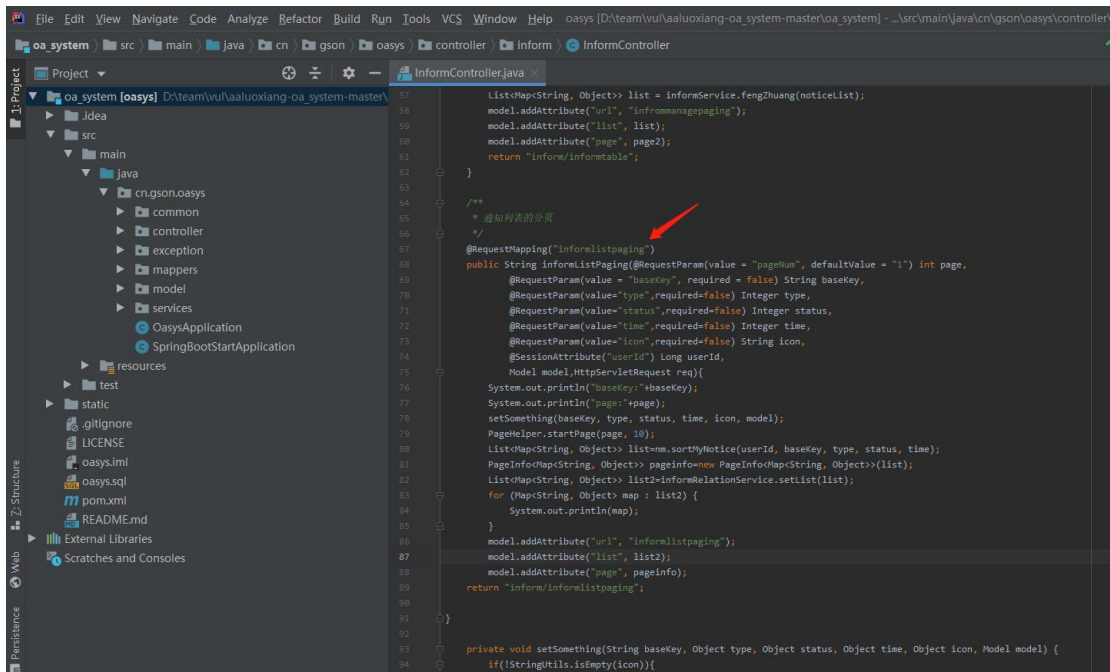 File Edit View Navigate Code Analyze Refactor Build Run Tools VCS Window Help oasys [D:\team\vul\aaluoxiang-oa_system-master\oa_system] - ...\src\main\java\cn\gson\oasys\controller\
oa_system src main java cn gson oasys controller inform InformController
Project
InformController.java
1: Project
oa_system [oasys] D:\team\vul\aaluoxiang-oa_system-master\
.idea
src
main
java
cn.gson.oasys
common
controller
exception
mappers
model
services
OasysApplication
SpringBootStartApplication
resources
test
static
.gitignore
LICENSE
oasys.iml
oasys.sql
pom.xml
README.md
External Libraries
Scratches and Consoles
Z: Structure
Web
Persistence
57 List<Map<String, Object>> list = informService.fengZhuang(noticeList);
58 model.addAttribute("url", "infrommanagepaging");
59 model.addAttribute("list", list);
60 model.addAttribute("page", page2);
61 return "inform/informtable";
62 }
63
64 /**
65 * 通知列表的分页
66 */
67 @RequestMapping("informlistpaging")
68 public String informListPaging(@RequestParam(value = "pageNum", defaultValue = "1") int page,
69 @RequestParam(value = "baseKey", required = false) String baseKey,
70 @RequestParam(value="type",required=false) Integer type,
71 @RequestParam(value="status",required=false) Integer status,
72 @RequestParam(value="time",required=false) Integer time,
73 @RequestParam(value="icon",required=false) String icon,
74 @SessionAttribute("userId") Long userId,
75 Model model,HttpServletRequest req){
76 System.out.println("baseKey:"+baseKey);
77 System.out.println("page:"+page);
78 setSomething(baseKey, type, status, time, icon, model);
79 PageHelper.startPage(page, 10);
80 List<Map<String, Object>> list=nm.sortMyNotice(userId, baseKey, type, status, time);
81 PageInfo<Map<String, Object>> pageinfo=new PageInfo<Map<String, Object>>(list);
82 List<Map<String, Object>> list2=informRelationService.setList(list);
83 for (Map<String, Object> map : list2) {
84 System.out.println(map);
85 }
86 model.addAttribute("url", "informlistpaging");
87 model.addAttribute("list", list2);
88 model.addAttribute("page", pageinfo);
89 return "inform/informlistpaging";
90
91 }
92
93 private void setSomething(String baseKey, Object type, Object status, Object time, Object icon, Model model) {
94 if(!StringUtils.isEmpty(icon)){